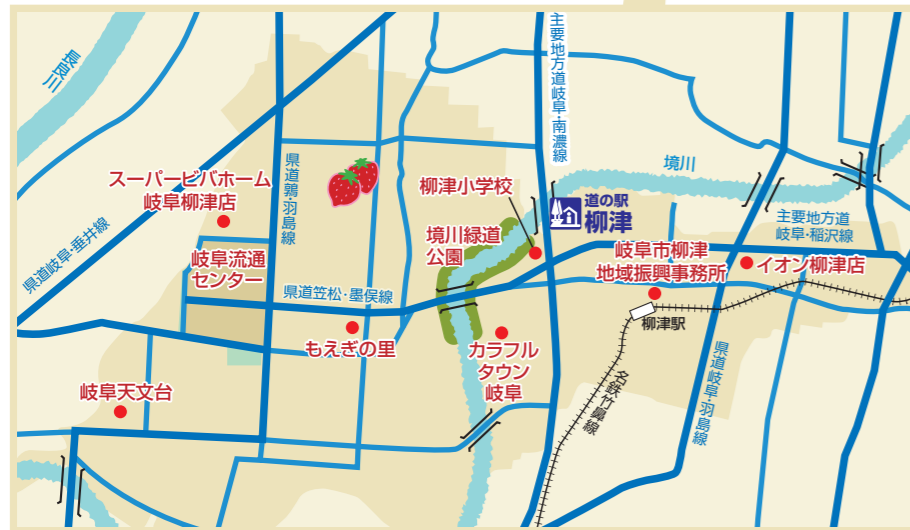 長良川
県道岐阜・垂井線
スーパービバホーム
岐阜柳津店
岐阜流通
センター
県道鶉・羽島線
県道笠松・墨俣線
もえぎの里
岐阜天文台
主要地方道岐阜・南濃線
柳津小学校
境川緑道
公園
道の駅
柳津
境川
主要地方道
岐阜・稲沢線
岐阜市柳津
地域振興事務所
イオン柳津店
柳津駅
カラフル
タウン
岐阜
名鉄竹鼻線
県道岐阜・羽島線